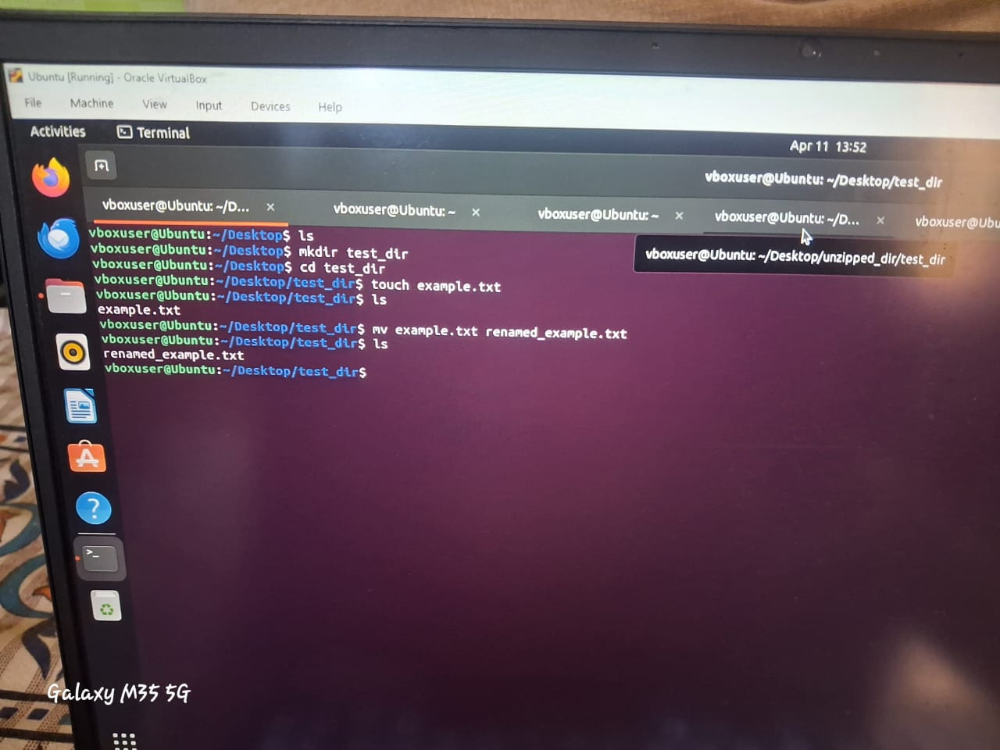 Ubuntu [Running] - Oracle VirtualBox
File Machine View Input Devices Help
Activities Terminal
Apr 11 13:52
vboxuser@Ubuntu: ~/Desktop/test_dir
vboxuser@Ubuntu: ~/D... × vboxuser@Ubuntu: ~ × vboxuser@Ubuntu: ~ × vboxuser@Ubuntu: ~/D... × vboxuser@Ubu
vboxuser@Ubuntu: ~/Desktop/unzipped_dir/test_dir
vboxuser@Ubuntu:~/Desktop$ ls
vboxuser@Ubuntu:~/Desktop$ mkdir test_dir
vboxuser@Ubuntu:~/Desktop$ cd test_dir
vboxuser@Ubuntu:~/Desktop/test_dir$ touch example.txt
vboxuser@Ubuntu:~/Desktop/test_dir$ ls
example.txt
vboxuser@Ubuntu:~/Desktop/test_dir$ mv example.txt renamed_example.txt
vboxuser@Ubuntu:~/Desktop/test_dir$ ls
renamed_example.txt
vboxuser@Ubuntu:~/Desktop/test_dir$
Galaxy M35 5G